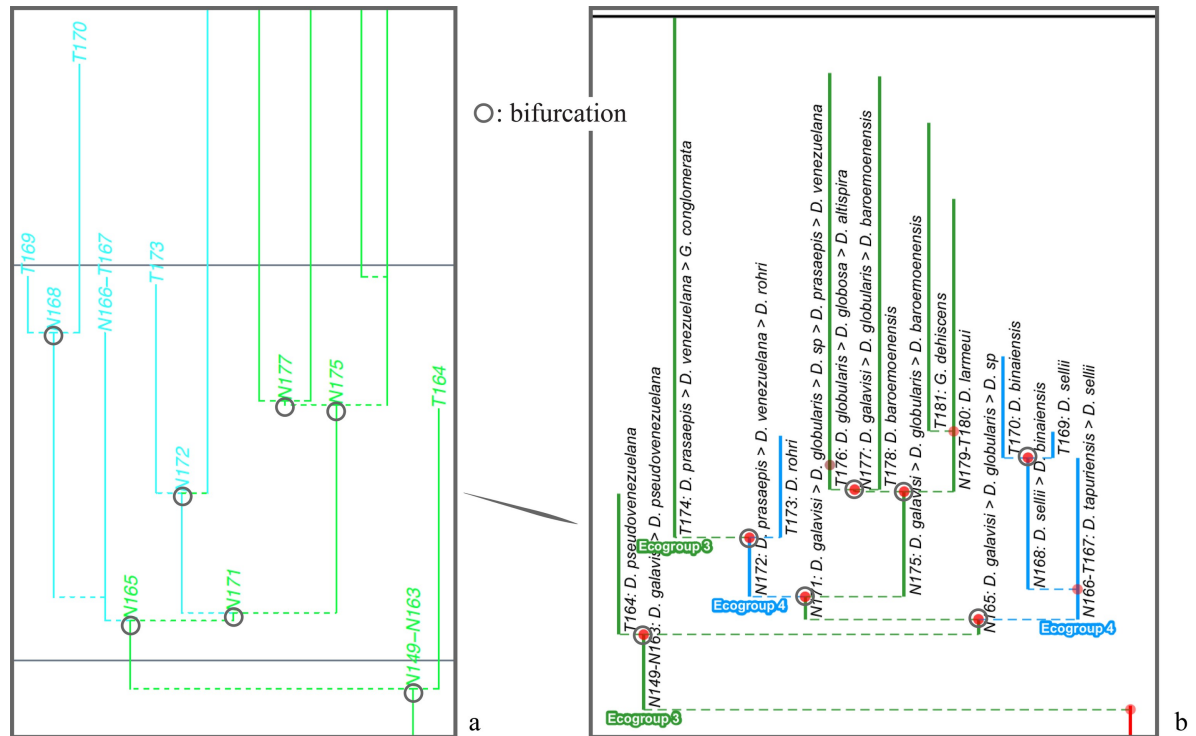 T170
T169
N168
N166–T167
T173
N172
N177
N175
T164
N165
N171
N149–N163
a
: bifurcation
T164: D. pseudovenezuelana
N149-N163: D. galavisi > D. pseudovenezuelana
T174: D. prasaepis > D. venezuelana > G. conglomerata
N172: D. prasaepis > D. venezuelana > D. rohri
T173: D. rohri
N171: D. galavisi > D. globularis > D. sp > D. prasaepis > D. venezuelana
T176: D. globularis > D. globosa > D. altispira
N177: D. galavisi > D. globularis > D. baroemoenensis
T178: D. baroemoenensis
N175: D. galavisi > D. globularis > D. baroemoenensis
T181: G. dehiscens
N179-T180: D. larmeui
N165: D. galavisi > D. globularis > D. sp
T170: D. binaiensis
N168: D. sellii > D. binaiensis
T169: D. sellii
N166-T167: D. tapuriensis > D. sellii
Ecogroup 3
Ecogroup 4
Ecogroup 4
Ecogroup 3
b